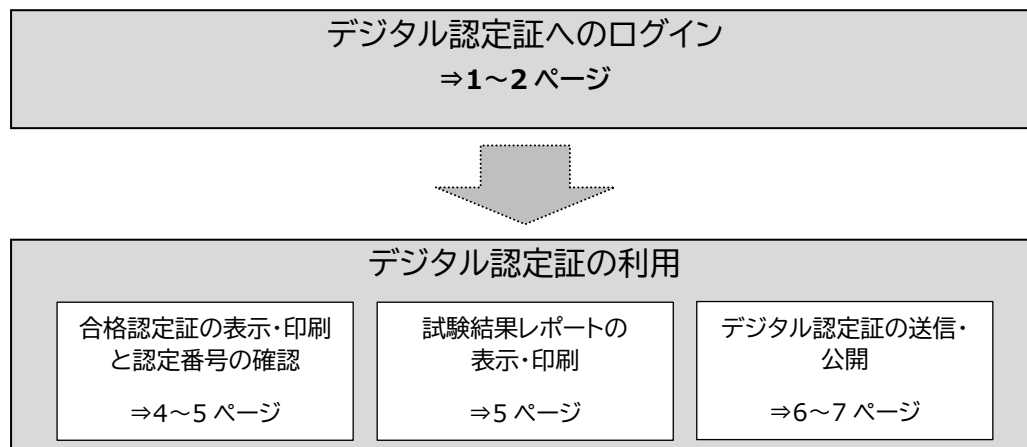 デジタル認定証へのログイン
⇒1～2 ページ
デジタル認定証の利用
合格認定証の表示・印刷
と認定番号の確認
⇒4～5 ページ
試験結果レポートの
表示・印刷
⇒5 ページ
デジタル認定証の送信・
公開
⇒6～7 ページ